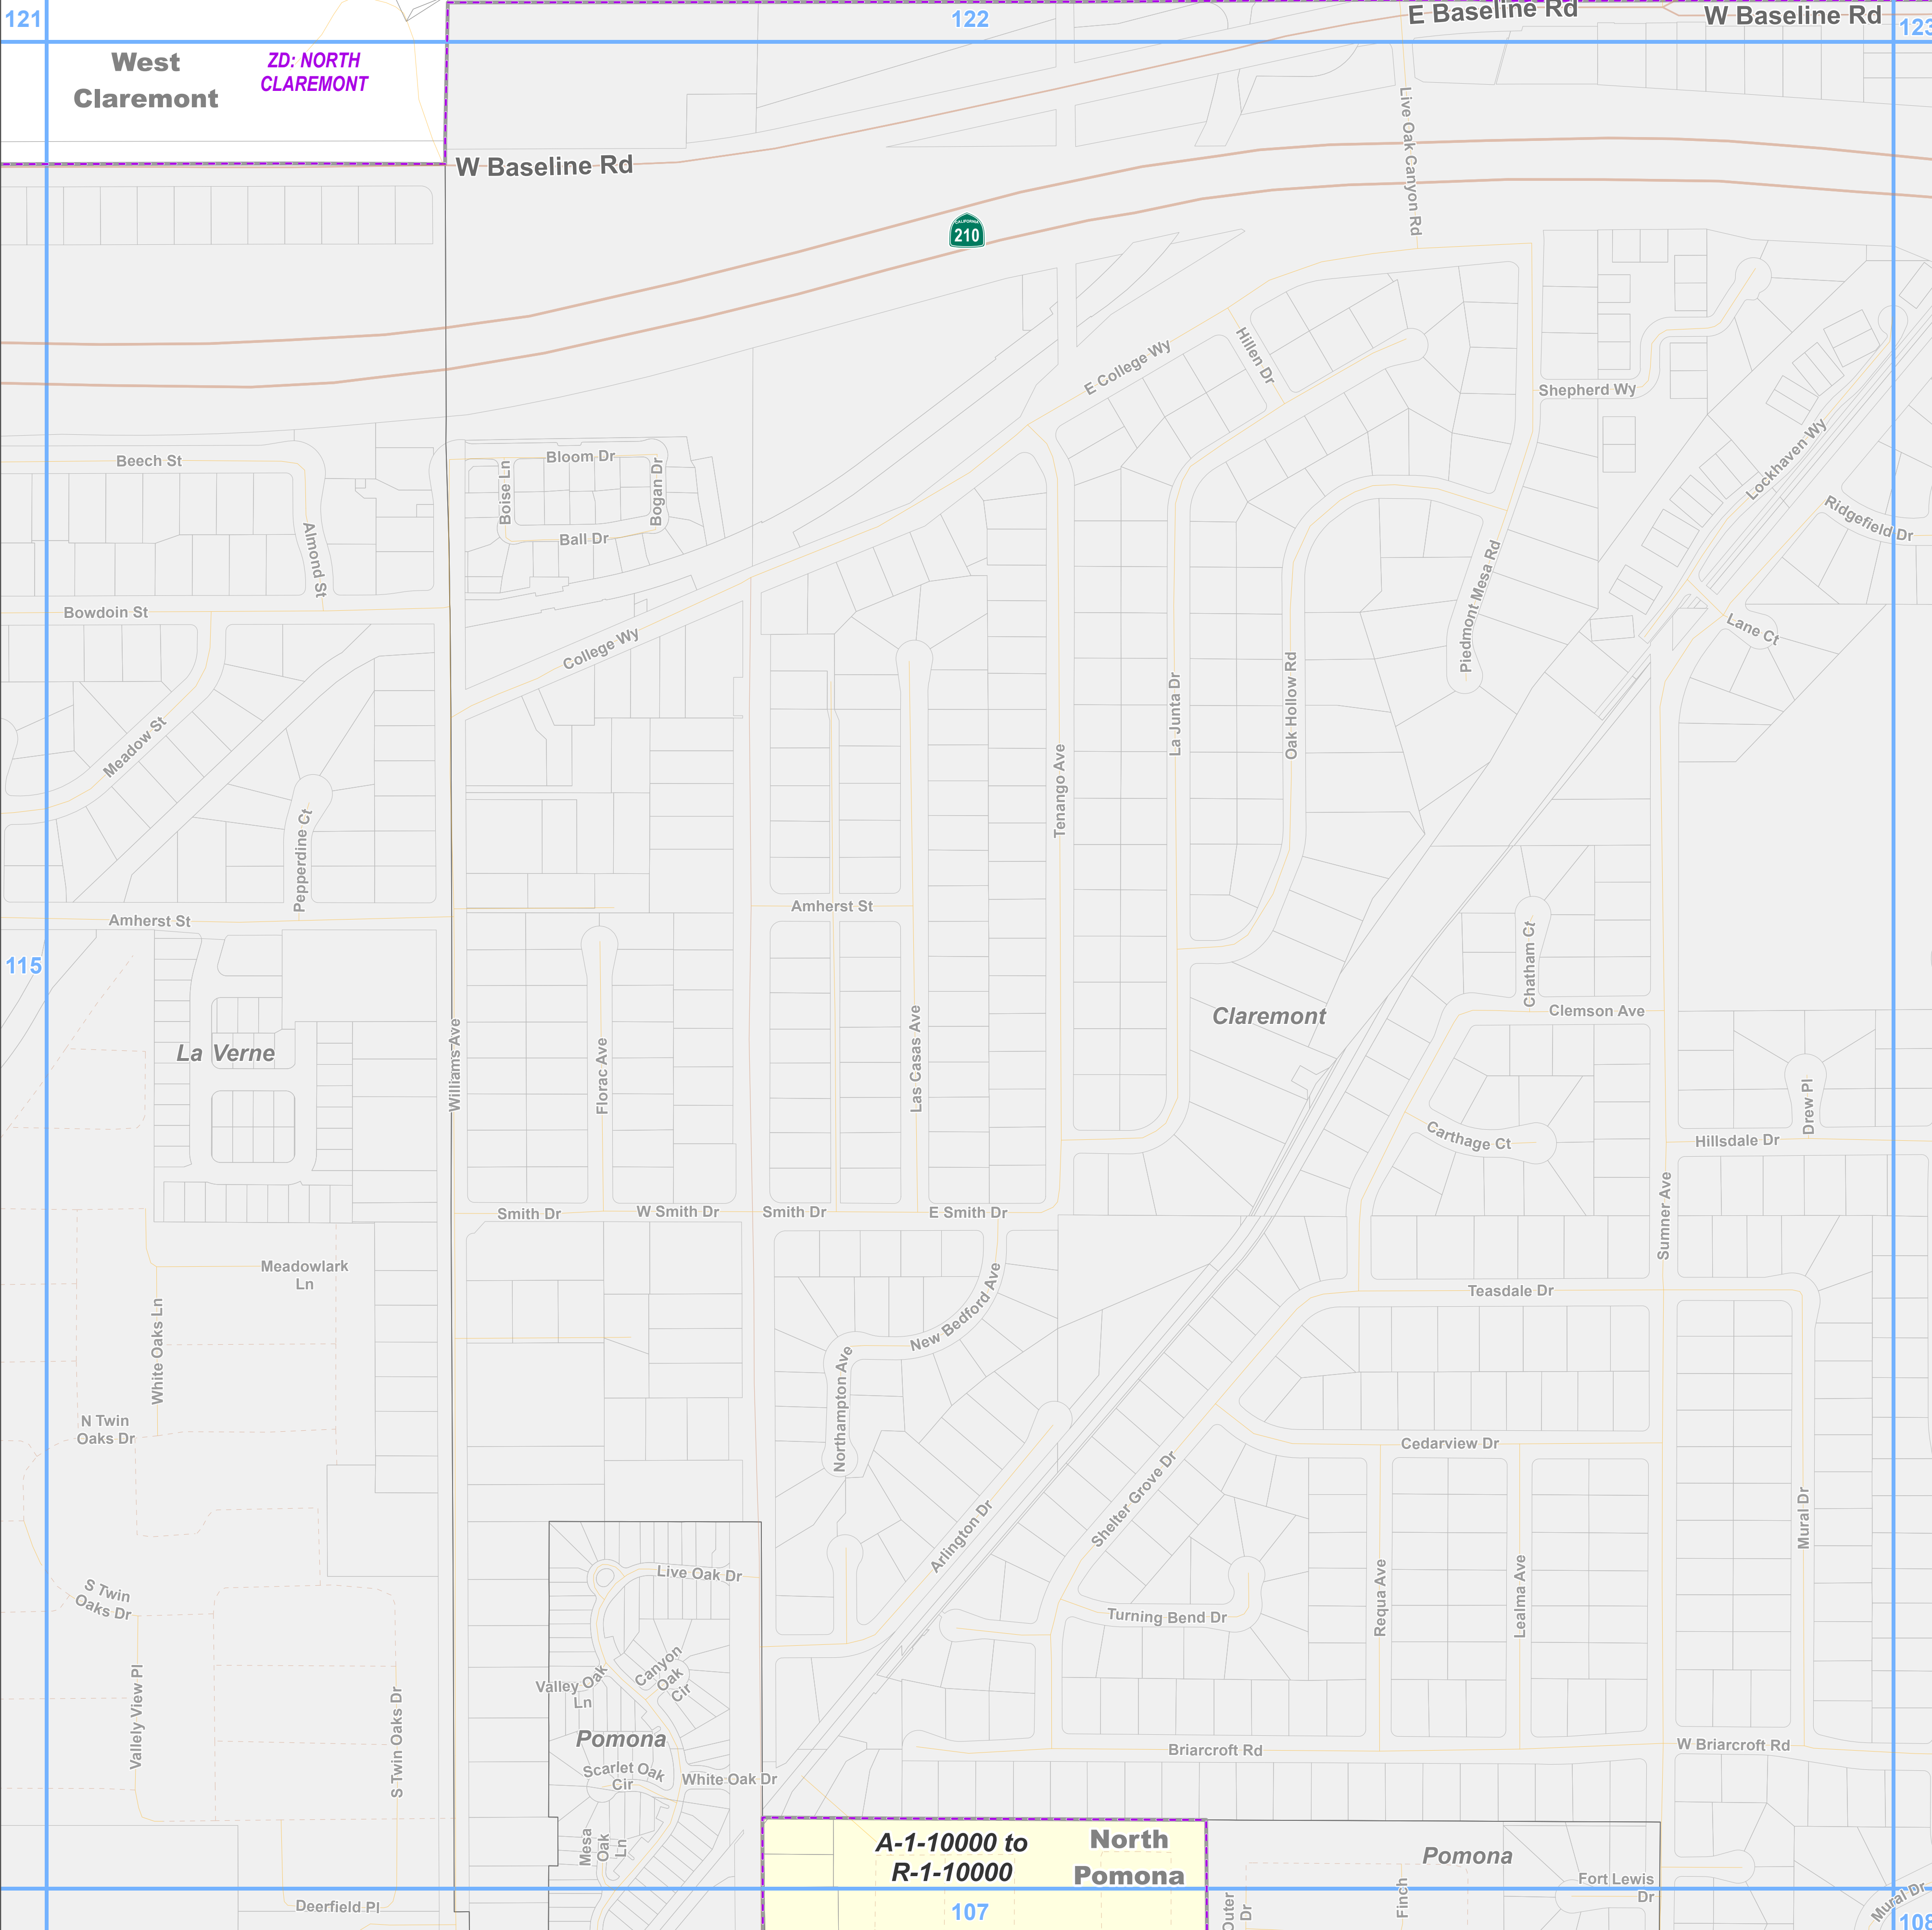 121
122
E Baseline Rd
W Baseline Rd
123
West
Claremont
ZD: NORTH
CLAREMONT
W Baseline Rd
Live Oak Canyon Rd
CALIFORNIA
210
E College Wy
Hillen Dr
Shepherd Wy
Beech St
Almond St
Boise Ln
Bloom Dr
Bogan Dr
Ball Dr
Lockhaven Wy
Ridgefield Dr
Bowdoin St
College Wy
Piedmont Mesa Rd
Lane Ct
Meadow St
Pepperdine Ct
Tenango Ave
La Junta Dr
Oak Hollow Rd
Amherst St
Amherst St
115
Chatham Ct
Clemson Ave
Claremont
La Verne
Williams Ave
Florac Ave
Las Casas Ave
Carthage Ct
Drew Pl
Hillsdale Dr
Smith Dr
W Smith Dr
Smith Dr
E Smith Dr
Sumner Ave
Meadowlark
Ln
White Oaks Ln
New Bedford Ave
Northampton Ave
Teasdale Dr
N Twin
Oaks Dr
Cedarview Dr
Arlington Dr
Shelter Grove Dr
Mural Dr
Live Oak Dr
S Twin
Oaks Dr
Turning Bend Dr
Requa Ave
Lealma Ave
Valley Oak
Ln
Canyon
Oak
Cir
Vallely View Pl
S Twin Oaks Dr
Pomona
Briarcroft Rd
W Briarcroft Rd
Scarlet Oak
Cir
White Oak Dr
Mesa
Oak
Ln
A-1-10000 to
R-1-10000
North
Pomona
Pomona
Fort Lewis
Dr
Deerfield Pl
107
Outer
Dr
Finch
Mural Dr
108